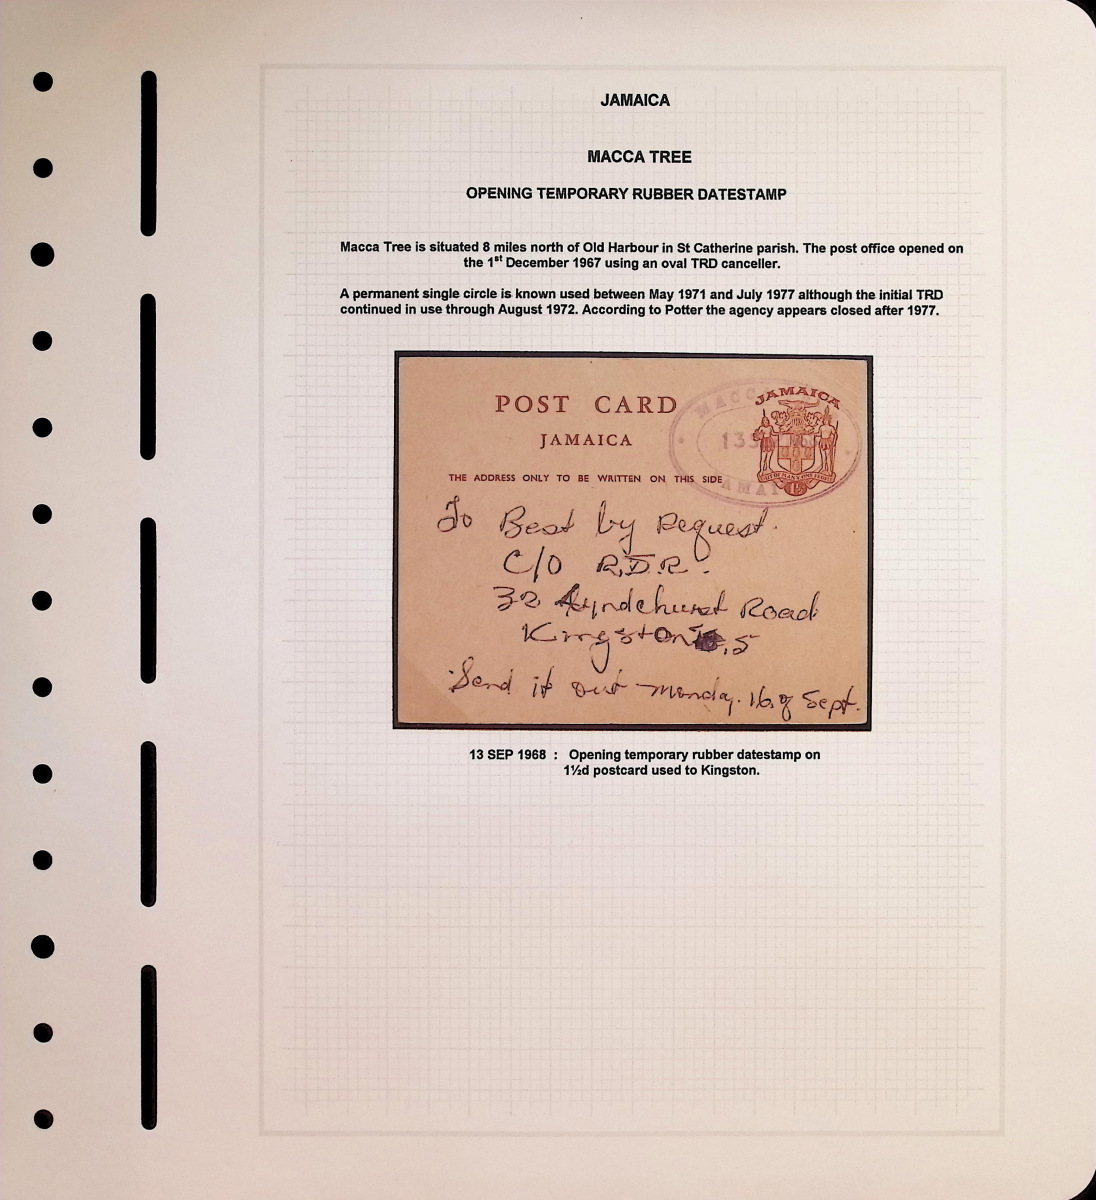 JAMAICA
MACCA TREE
OPENING TEMPORARY RUBBER DATESTAMP
Macca Tree is situated 8 miles north of Old Harbour in St Catherine parish. The post office opened on
the 1st December 1967 using an oval TRD canceller.
A permanent single circle is known used between May 1971 and July 1977 although the initial TRD
continued in use through August 1972. According to Potter the agency appears closed after 1977.
POST CARD
JAMAICA
JAMAICA
MACC
13 S
AMAI
THE ADDRESS ONLY TO BE WRITTEN ON THIS SIDE
To Best by Request.
C/O R.J.R.
32 Lyndehurst Road
Kingston 5
Send it out Monday. 16 of Sept.
13 SEP 1968 : Opening temporary rubber datestamp on
1½d postcard used to Kingston.